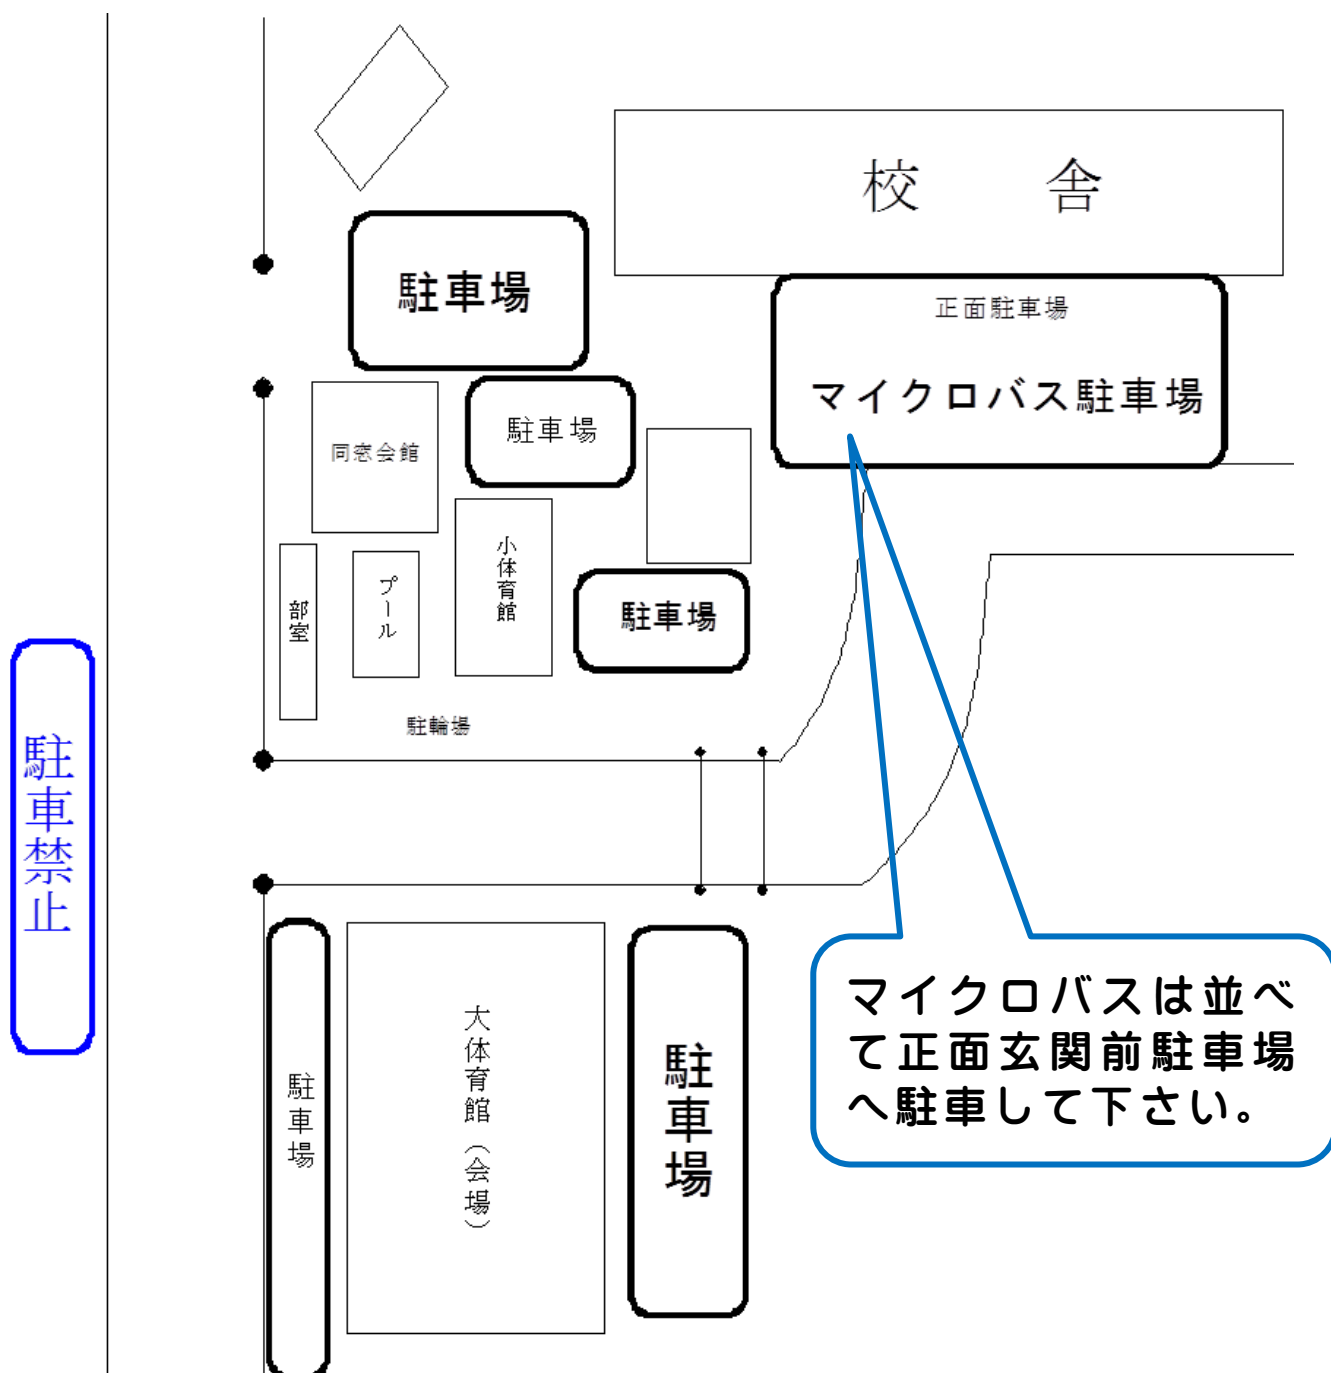 校　　舎
駐車場
正面駐車場
マイクロバス駐車場
駐車場
同窓会館
小体育館
プール
部室
駐車場
駐輪場
駐車禁止
マイクロバスは並べ
て正面玄関前駐車場
へ駐車して下さい。
大体育館（会場）
駐車場
駐車場